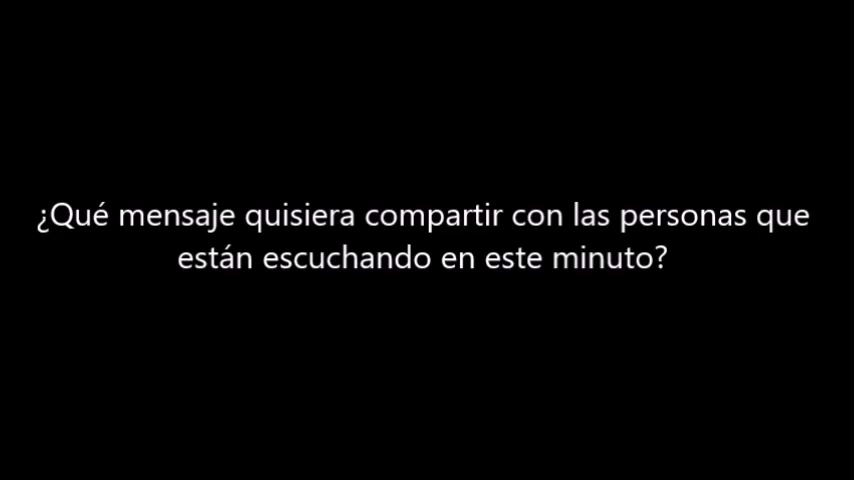 ¿Qué mensaje quisiera compartir con las personas que
están escuchando en este minuto?